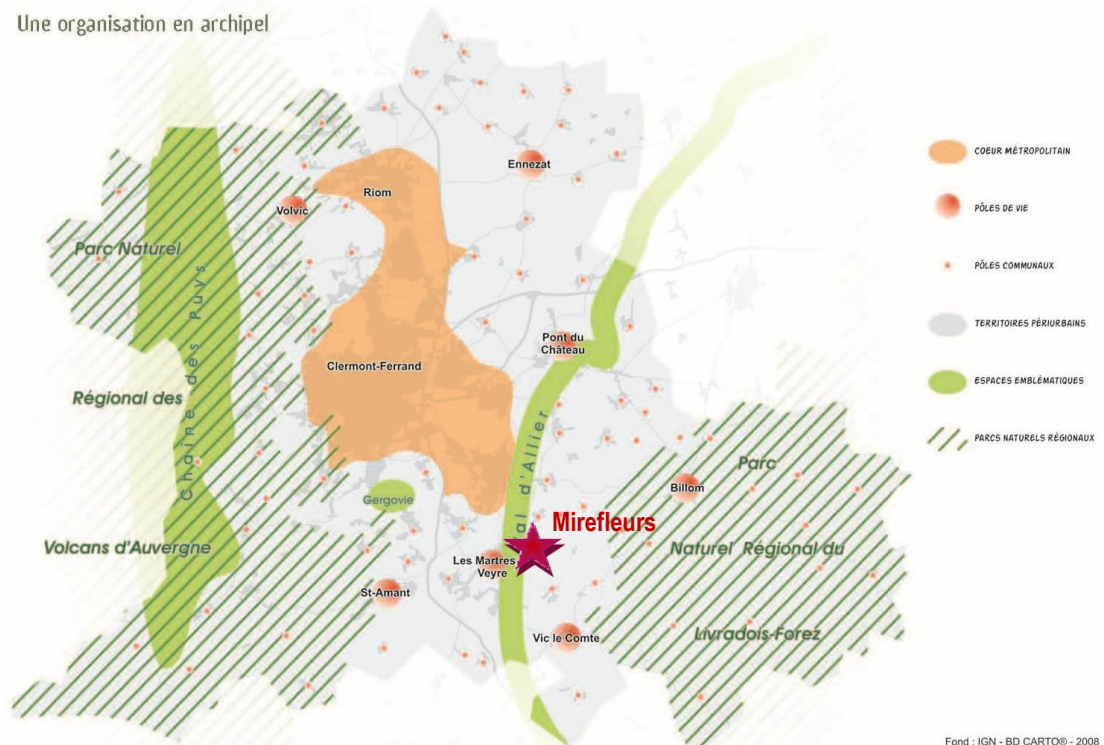 Une organisation en archipel
COEUR MÉTROPOLITAIN
PÔLES DE VIE
PÔLES COMMUNAUX
TERRITOIRES PÉRIURBAINS
ESPACES EMBLÉMATIQUES
PARCS NATURELS RÉGIONAUX
Ennezat
Riom
Volvic
Parc Naturel
Chaîne des Puys
Pont du
Château
Clermont-Ferrand
Régional des
Val d'Allier
Parc
Billom
Gergovie
Mirefleurs
Volcans d'Auvergne
Naturel Régional du
Les Martres
Veyre
St-Amant
Vic le Comte
Livradois-Forez
Fond : IGN - BD CARTO® - 2008